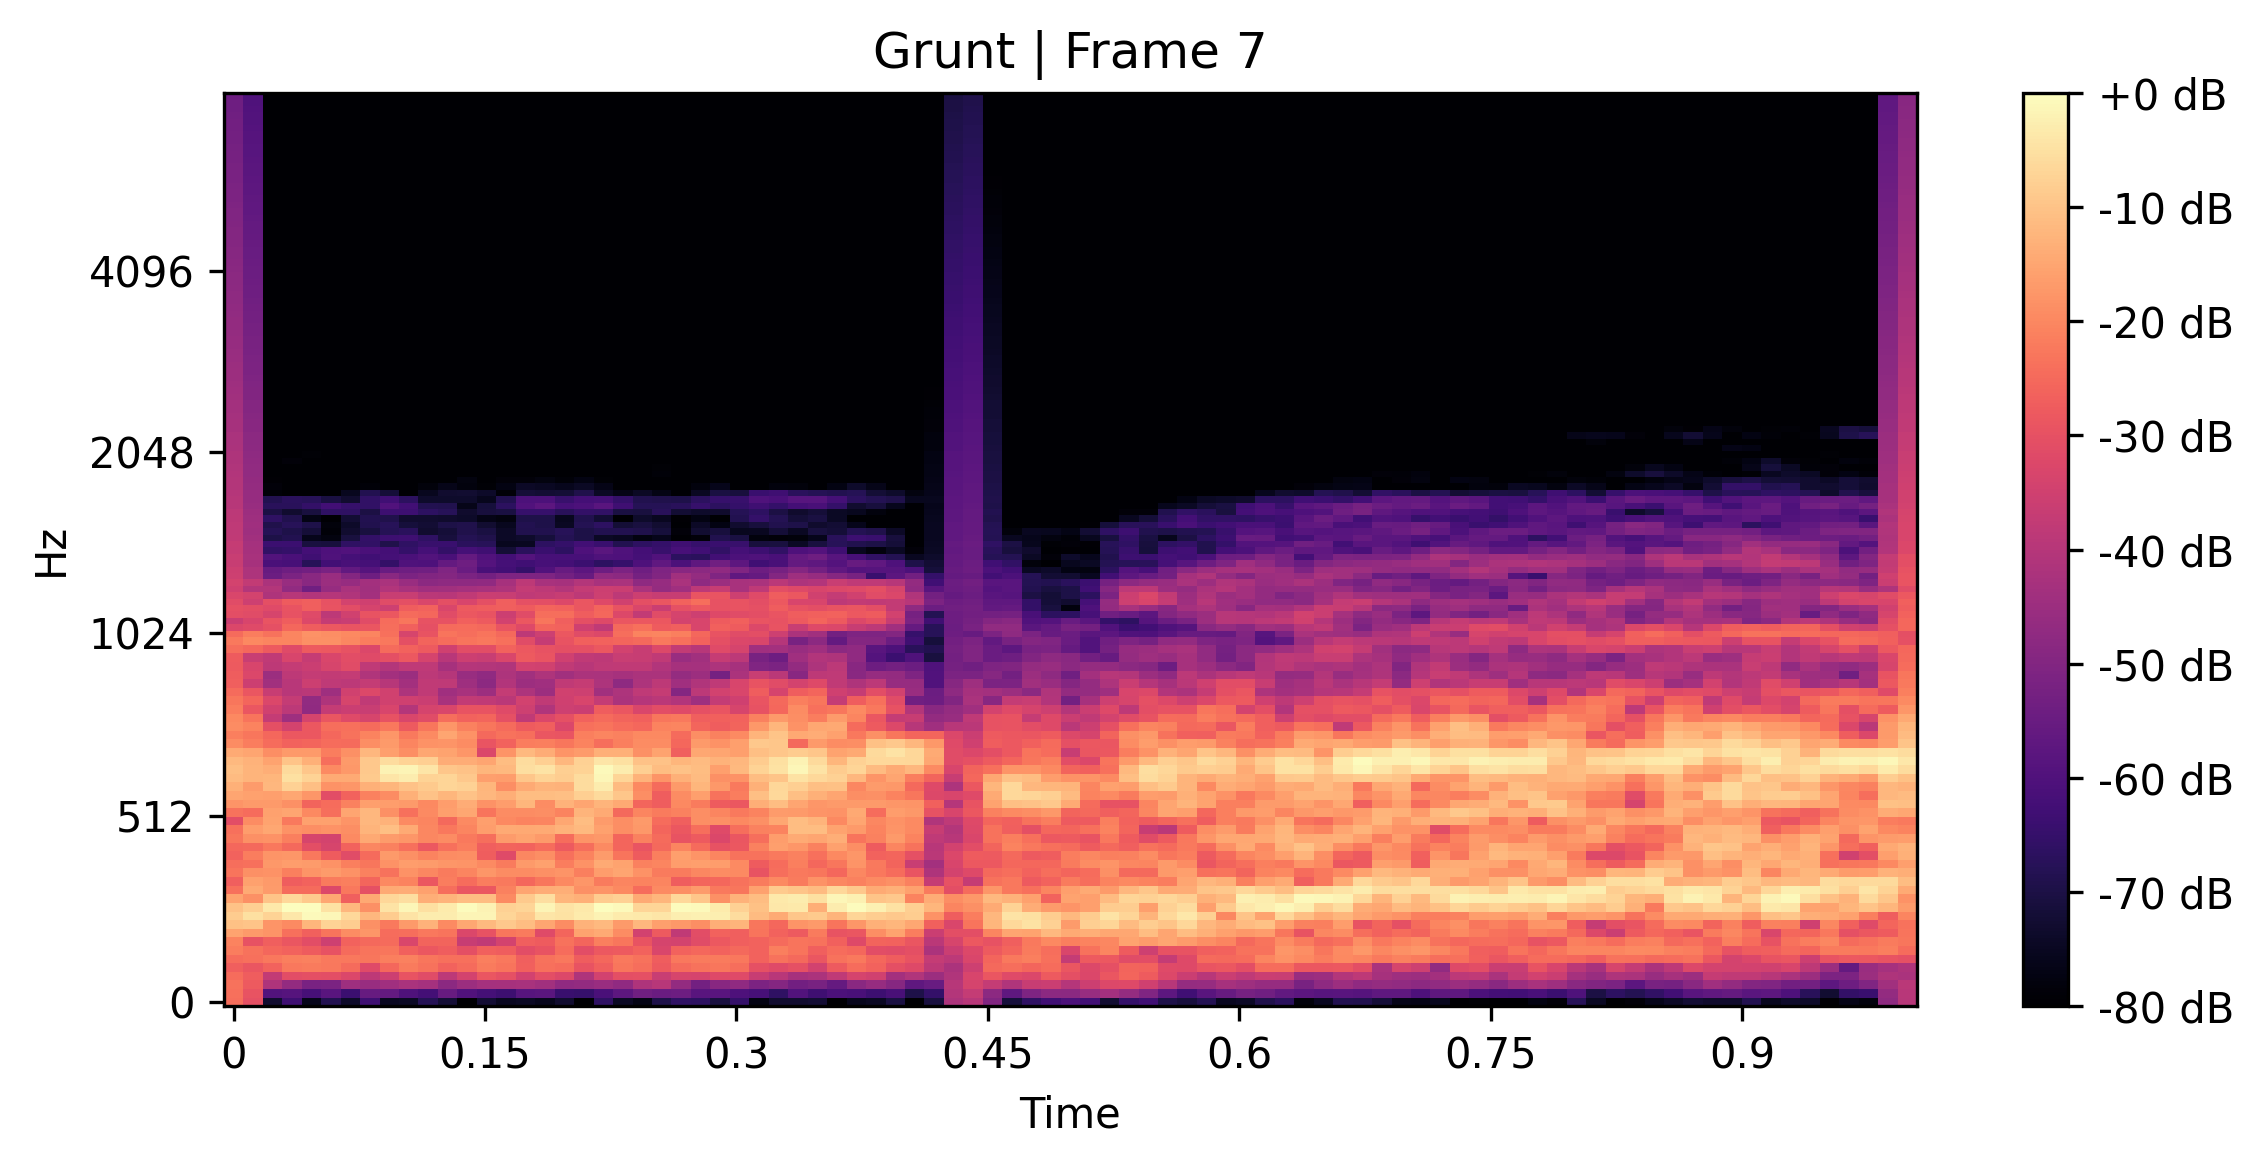 Grunt | Frame 7
+0 dB
-10 dB
-20 dB
-30 dB
-40 dB
-50 dB
-60 dB
-70 dB
-80 dB
Hz
4096
2048
1024
512
0
0 0.15 0.3 0.45 0.6 0.75 0.9
Time